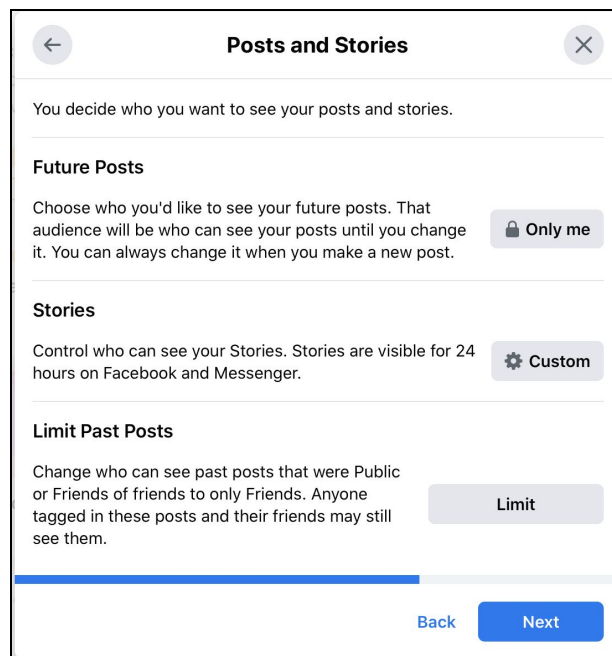 Posts and Stories
You decide who you want to see your posts and stories.
Future Posts
Choose who you'd like to see your future posts. That
audience will be who can see your posts until you change
it. You can always change it when you make a new post.
Only me
Stories
Control who can see your Stories. Stories are visible for 24
hours on Facebook and Messenger.
Custom
Limit Past Posts
Change who can see past posts that were Public
or Friends of friends to only Friends. Anyone
tagged in these posts and their friends may still
see them.
Limit
Back
Next